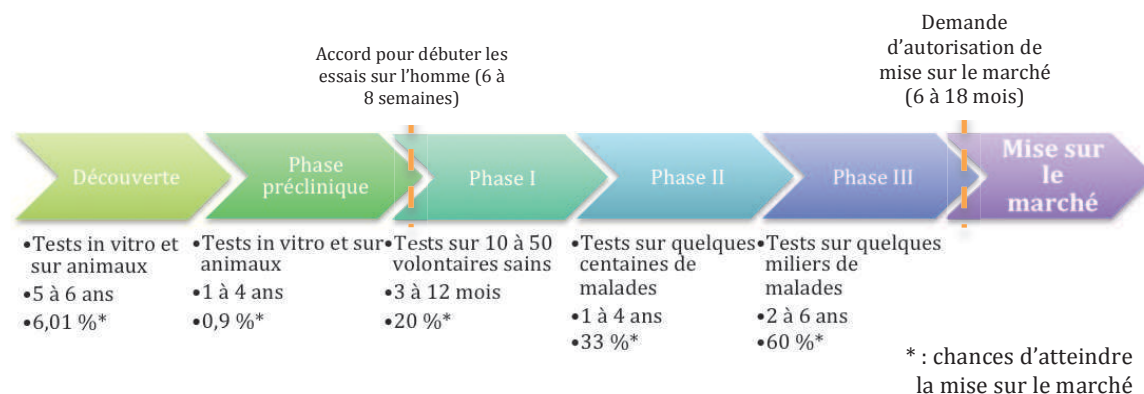 Accord pour débuter les
essais sur l'homme (6 à
8 semaines)
Demande
d'autorisation de
mise sur le marché
(6 à 18 mois)
Découverte
Phase
préclinique
Phase I
Phase II
Phase III
Mise sur
le
marché
•Tests in vitro et
sur animaux
•5 à 6 ans
•6,01 %*
•Tests in vitro et sur
animaux
•1 à 4 ans
•0,9 %*
•Tests sur 10 à 50
volontaires sains
•3 à 12 mois
•20 %*
•Tests sur quelques
centaines de
malades
•1 à 4 ans
•33 %*
•Tests sur quelques
miliers de
malades
•2 à 6 ans
•60 %*
* : chances d'atteindre
la mise sur le marché